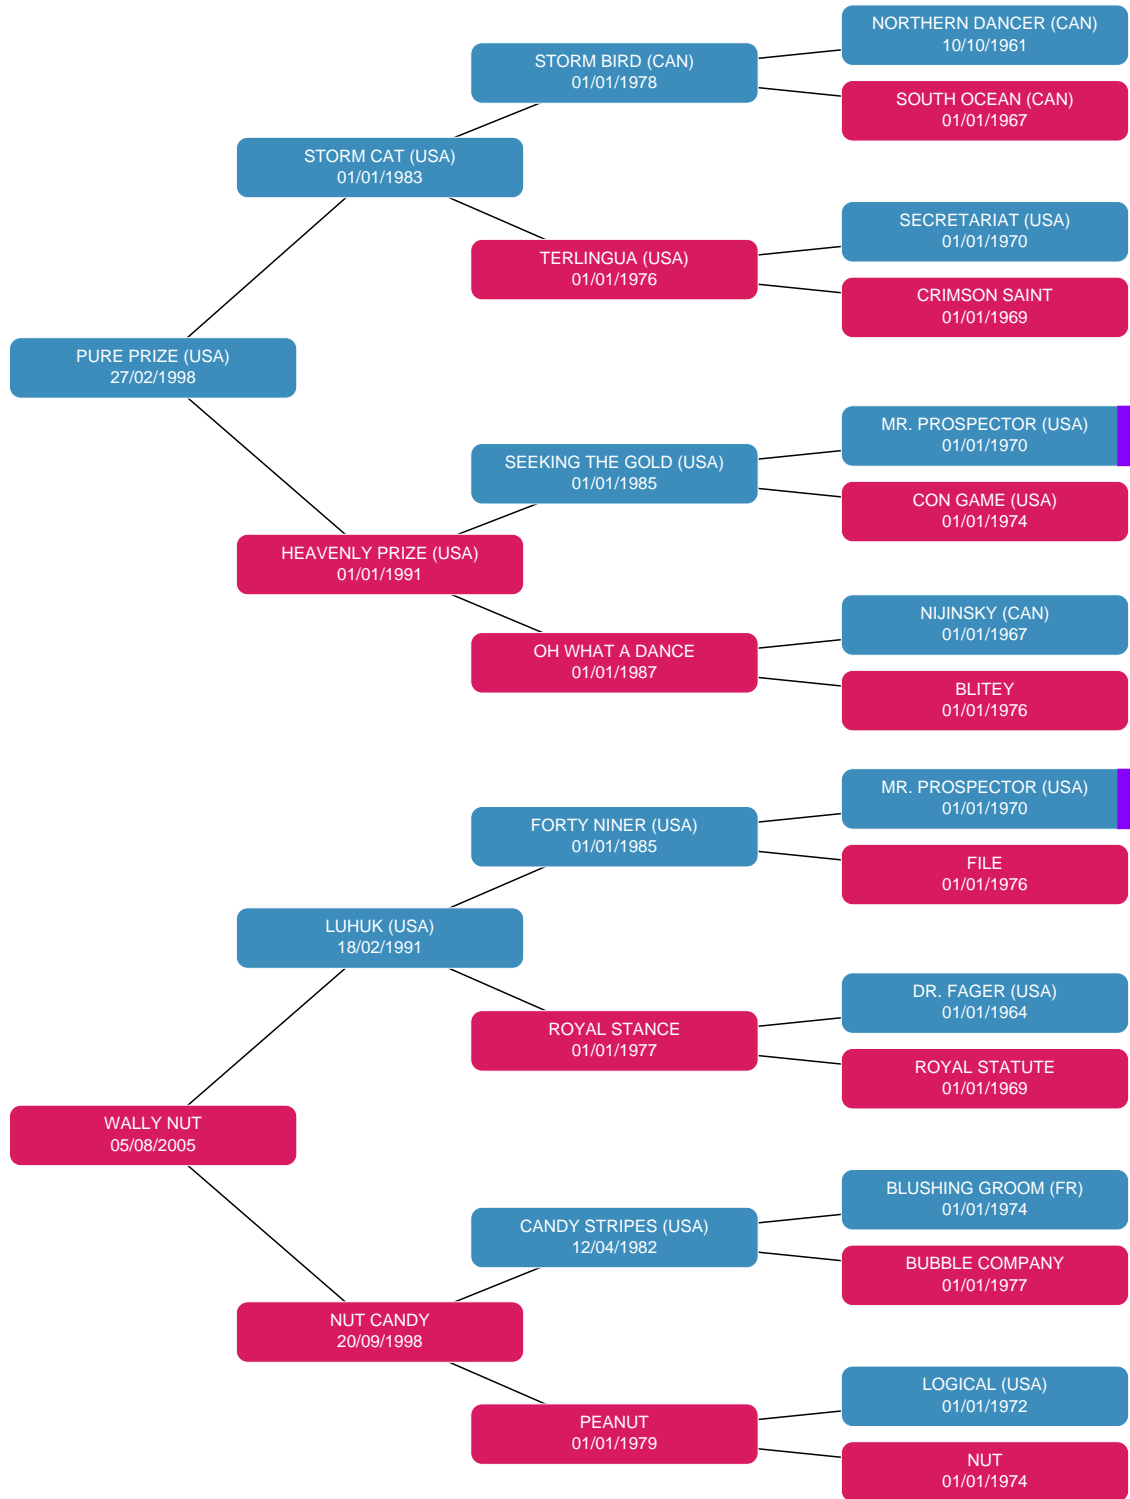 NORTHERN DANCER (CAN)
10/10/1961
STORM BIRD (CAN)
01/01/1978
SOUTH OCEAN (CAN)
01/01/1967
STORM CAT (USA)
01/01/1983
SECRETARIAT (USA)
01/01/1970
TERLINGUA (USA)
01/01/1976
CRIMSON SAINT
01/01/1969
PURE PRIZE (USA)
27/02/1998
MR. PROSPECTOR (USA)
01/01/1970
SEEKING THE GOLD (USA)
01/01/1985
CON GAME (USA)
01/01/1974
HEAVENLY PRIZE (USA)
01/01/1991
NIJINSKY (CAN)
01/01/1967
OH WHAT A DANCE
01/01/1987
BLITEY
01/01/1976
MR. PROSPECTOR (USA)
01/01/1970
FORTY NINER (USA)
01/01/1985
FILE
01/01/1976
LUHUK (USA)
18/02/1991
DR. FAGER (USA)
01/01/1964
ROYAL STANCE
01/01/1977
ROYAL STATUTE
01/01/1969
WALLY NUT
05/08/2005
BLUSHING GROOM (FR)
01/01/1974
CANDY STRIPES (USA)
12/04/1982
BUBBLE COMPANY
01/01/1977
NUT CANDY
20/09/1998
LOGICAL (USA)
01/01/1972
PEANUT
01/01/1979
NUT
01/01/1974